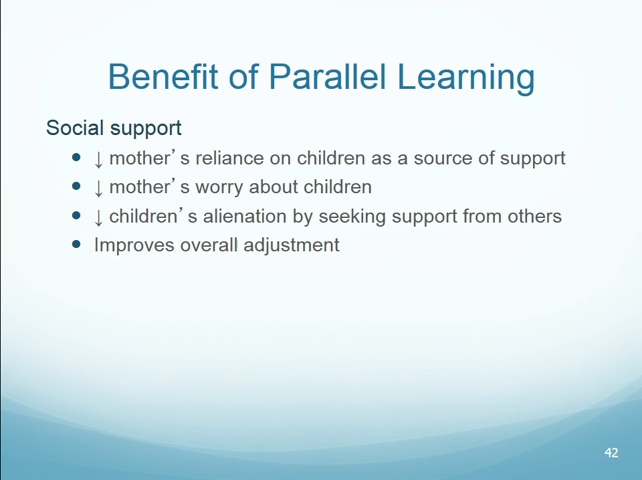 Benefit of Parallel Learning
Social support
• ↓ mother’s reliance on children as a source of support
• ↓ mother’s worry about children
• ↓ children’s alienation by seeking support from others
• Improves overall adjustment
42